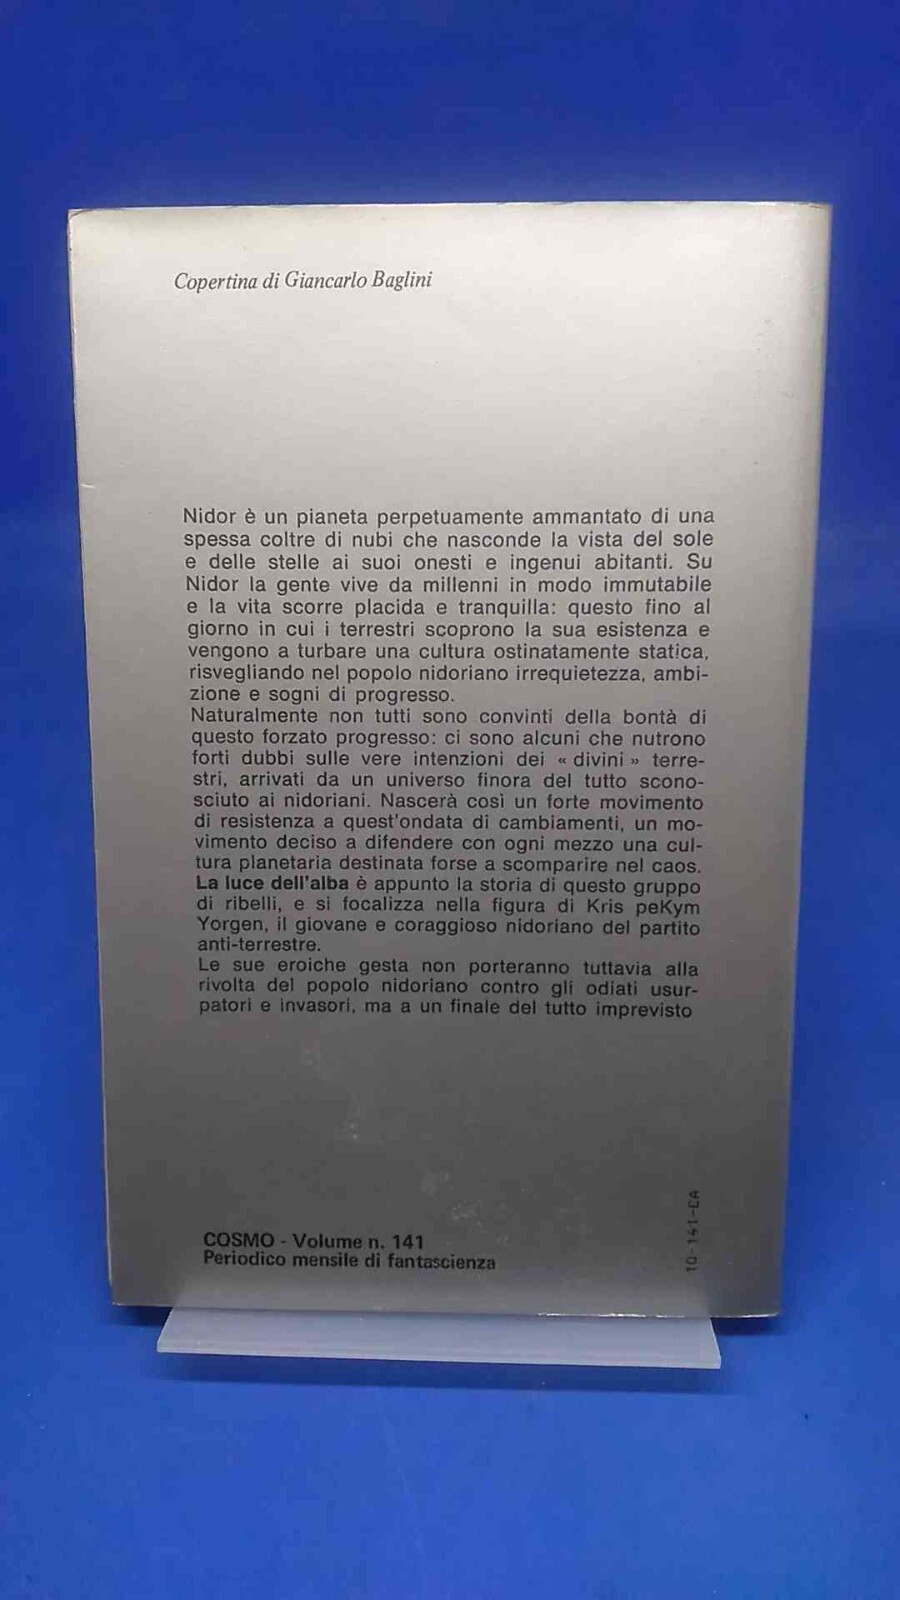 Copertina di Giancarlo Baglini
Nidor è un pianeta perpetuamente ammantato di una
spessa coltre di nubi che nasconde la vista del sole
e delle stelle ai suoi onesti e ingenui abitanti. Su
Nidor la gente vive da millenni in modo immutabile
e la vita scorre placida e tranquilla: questo fino al
giorno in cui i terrestri scoprono la sua esistenza e
vengono a turbare una cultura ostinatamente statica,
risvegliando nel popolo nidoriano irrequietezza, ambi-
zione e sogni di progresso.
Naturalmente non tutti sono convinti della bontà di
questo forzato progresso: ci sono alcuni che nutrono
forti dubbi sulle vere intenzioni dei « divini » terre-
stri, arrivati da un universo finora del tutto scono-
sciuto ai nidoriani. Nascerà così un forte movimento
di resistenza a quest'ondata di cambiamenti, un mo-
vimento deciso a difendere con ogni mezzo una cul-
tura planetaria destinata forse a scomparire nel caos.
La luce dell'alba è appunto la storia di questo gruppo
di ribelli, e si focalizza nella figura di Kris peKym
Yorgen, il giovane e coraggioso nidoriano del partito
anti-terrestre.
Le sue eroiche gesta non porteranno tuttavia alla
rivolta del popolo nidoriano contro gli odiati usur-
patori e invasori, ma a un finale del tutto imprevisto
COSMO - Volume n. 141
Periodico mensile di fantascienza
10-141-CA